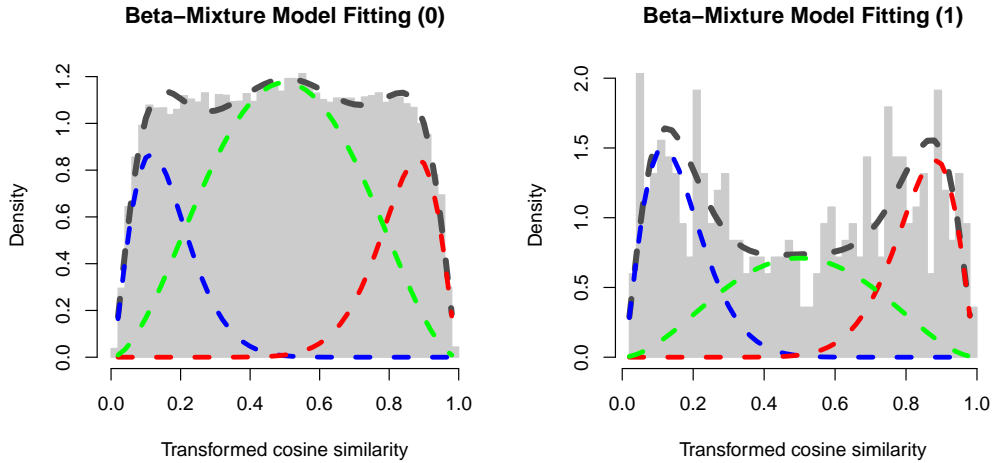 Beta−Mixture Model Fitting (0)
Density
0.0 0.2 0.4 0.6 0.8 1.0 1.2
0.0 0.2 0.4 0.6 0.8 1.0
Transformed cosine similarity
Beta−Mixture Model Fitting (1)
Density
0.0 0.5 1.0 1.5 2.0
0.0 0.2 0.4 0.6 0.8 1.0
Transformed cosine similarity